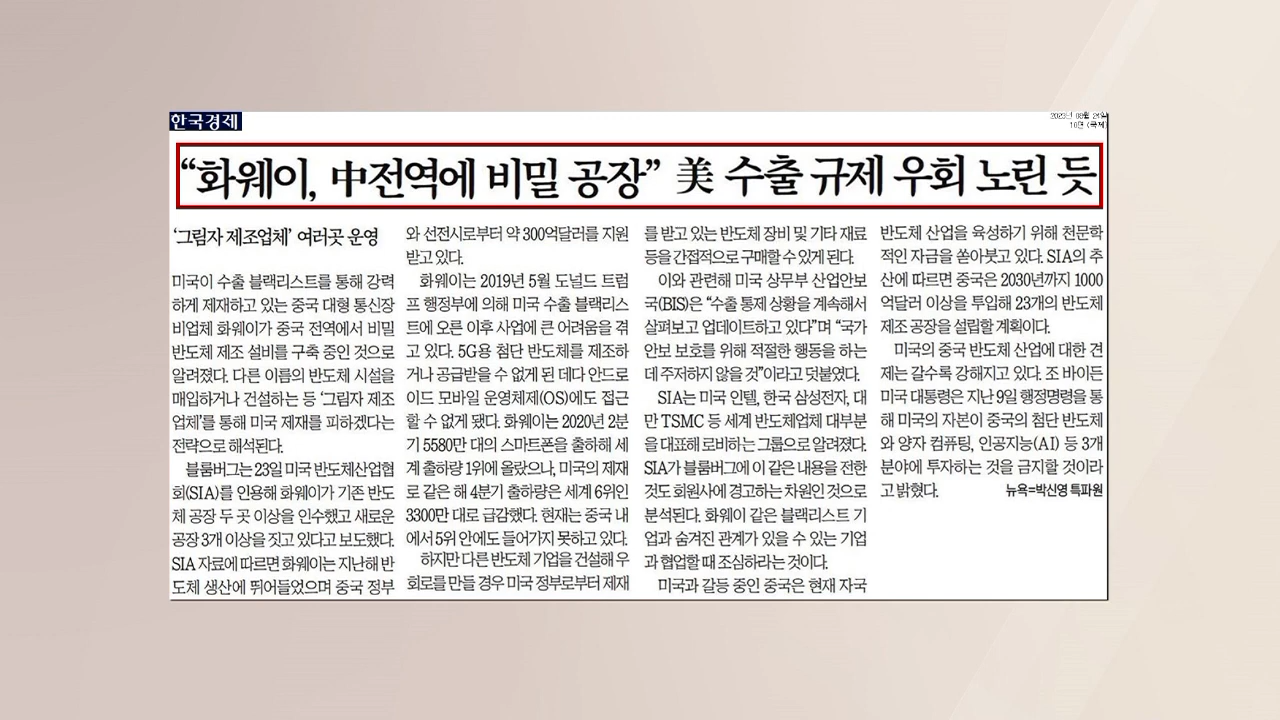 한국경제
2023년 08월 24일
10면 (국제)
“화웨이, 中전역에 비밀 공장” 美 수출 규제 우회 노린 듯
‘그림자 제조업체’ 여러곳 운영
미국이 수출 블랙리스트를 통해 강력
하게 제재하고 있는 중국 대형 통신장
비업체 화웨이가 중국 전역에서 비밀
반도체 제조 설비를 구축 중인 것으로
알려졌다. 다른 이름의 반도체 시설을
매입하거나 건설하는 등 ‘그림자 제조
업체’를 통해 미국 제재를 피하겠다는
전략으로 해석된다.
블룸버그는 23일 미국 반도체산업협
회(SIA)를 인용해 화웨이가 기존 반도
체 공장 두 곳 이상을 인수했고 새로운
공장 3개 이상을 짓고 있다고 보도했다.
SIA 자료에 따르면 화웨이는 지난해 반
도체 생산에 뛰어들었으며 중국 정부
와 선전시로부터 약 300억달러를 지원
받고 있다.
화웨이는 2019년 5월 도널드 트럼
프 행정부에 의해 미국 수출 블랙리스
트에 오른 이후 사업에 큰 어려움을 겪
고 있다. 5G용 첨단 반도체를 제조하
거나 공급받을 수 없게 된 데다 안드로
이드 모바일 운영체제(OS)에도 접근
할 수 없게 됐다. 화웨이는 2020년 2분
기 5580만 대의 스마트폰을 출하해 세
계 출하량 1위에 올랐으나, 미국의 제재
로 같은 해 4분기 출하량은 세계 6위인
3300만 대로 급감했다. 현재는 중국 내
에서 5위 안에도 들어가지 못하고 있다.
하지만 다른 반도체 기업을 건설해 우
회로를 만들 경우 미국 정부로부터 제재
를 받고 있는 반도체 장비 및 기타 재료
등을 간접적으로 구매할 수 있게 된다.
이와 관련해 미국 상무부 산업안보
국(BIS)은 “수출 통제 상황을 계속해서
살펴보고 업데이트하고 있다”며 “국가
안보 보호를 위해 적절한 행동을 하는
데 주저하지 않을 것”이라고 덧붙였다.
SIA는 미국 인텔, 한국 삼성전자, 대
만 TSMC 등 세계 반도체업체 대부분
을 대표해 로비하는 그룹으로 알려졌다.
SIA가 블룸버그에 이 같은 내용을 전한
것도 회원사에 경고하는 차원인 것으로
분석된다. 화웨이 같은 블랙리스트 기
업과 숨겨진 관계가 있을 수 있는 기업
과 협업할 때 조심하라는 것이다.
미국과 갈등 중인 중국은 현재 자국
반도체 산업을 육성하기 위해 천문학
적인 자금을 쏟아붓고 있다. SIA의 추
산에 따르면 중국은 2030년까지 1000
억달러 이상을 투입해 23개의 반도체
제조 공장을 설립할 계획이다.
미국의 중국 반도체 산업에 대한 견
제는 갈수록 강해지고 있다. 조 바이든
미국 대통령은 지난 9일 행정명령을 통
해 미국의 자본이 중국의 첨단 반도체
와 양자 컴퓨팅, 인공지능(AI) 등 3개
분야에 투자하는 것을 금지할 것이라
고 밝혔다. 뉴욕=박신영 특파원